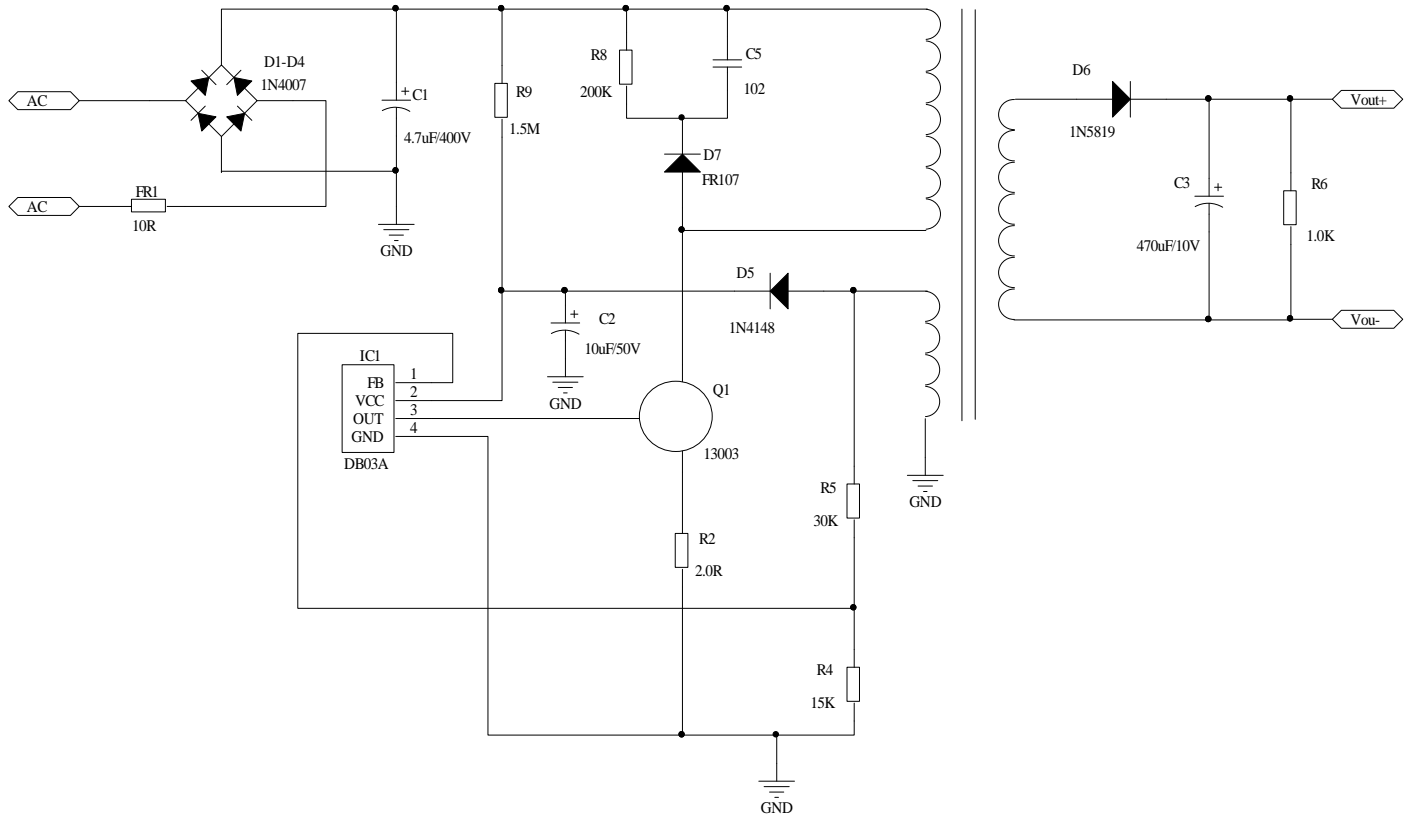 D1-D4
1N4007
AC
AC
FR1
10R
C1
+
4.7uF/400V
GND
R9
1.5M
R8
200K
C5
102
D7
FR107
D6
1N5819
Vout+
C3
+
470uF/10V
R6
1.0K
Vou-
D5
1N4148
C2
+
10uF/50V
GND
IC1
FB 1
VCC 2
OUT 3
GND 4
DB03A
Q1
13003
GND
R5
30K
R2
2.0R
R4
15K
GND